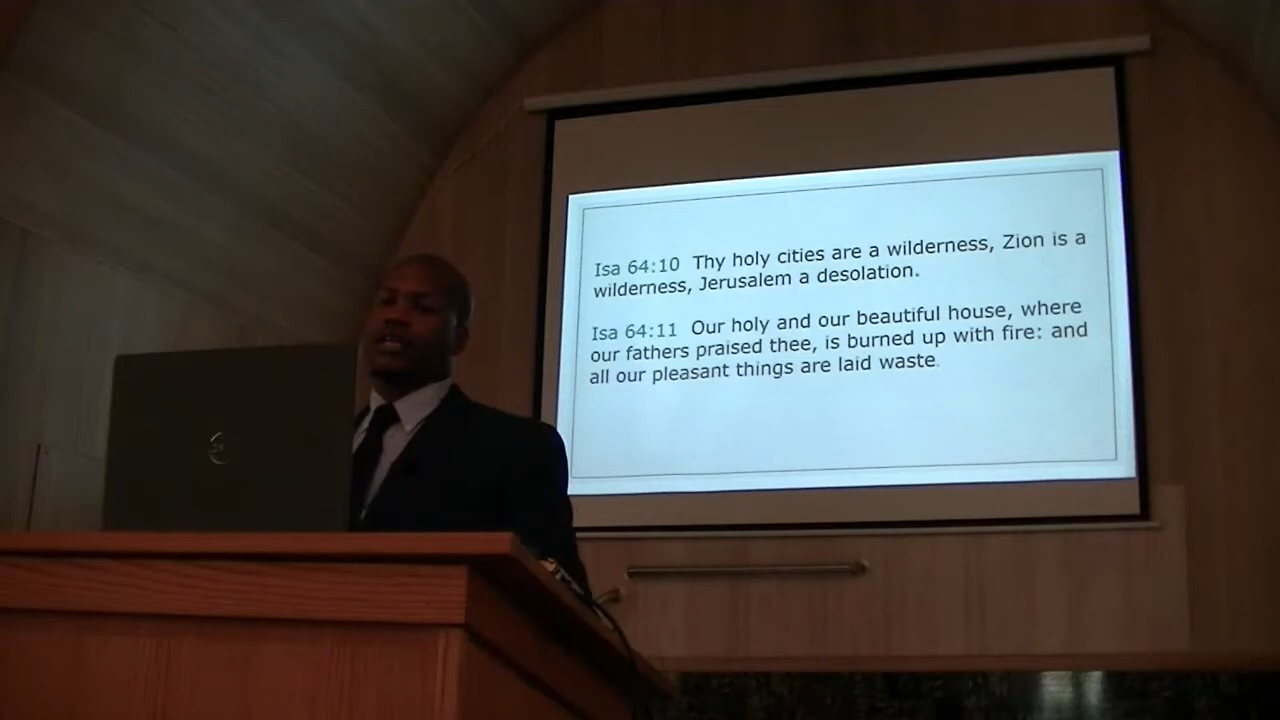 Isa 64:10 Thy holy cities are a wilderness, Zion is a
wilderness, Jerusalem a desolation.
Isa 64:11 Our holy and our beautiful house, where
our fathers praised thee, is burned up with fire: and
all our pleasant things are laid waste.